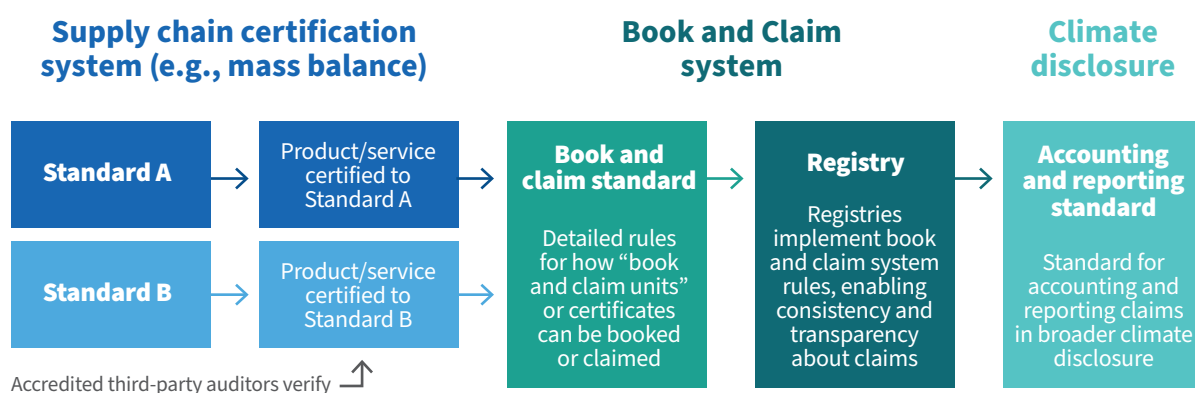 Supply chain certification
system (e.g., mass balance)
Book and Claim
system
Climate
disclosure
Standard A
Product/service
certified to
Standard A
Standard B
Product/service
certified to
Standard B
Accredited third-party auditors verify
Book and
claim standard
Detailed rules
for how “book
and claim units”
or certificates
can be booked
or claimed
Registry
Registries
implement book
and claim system
rules, enabling
consistency and
transparency
about claims
Accounting
and reporting
standard
Standard for
accounting and
reporting claims
in broader climate
disclosure